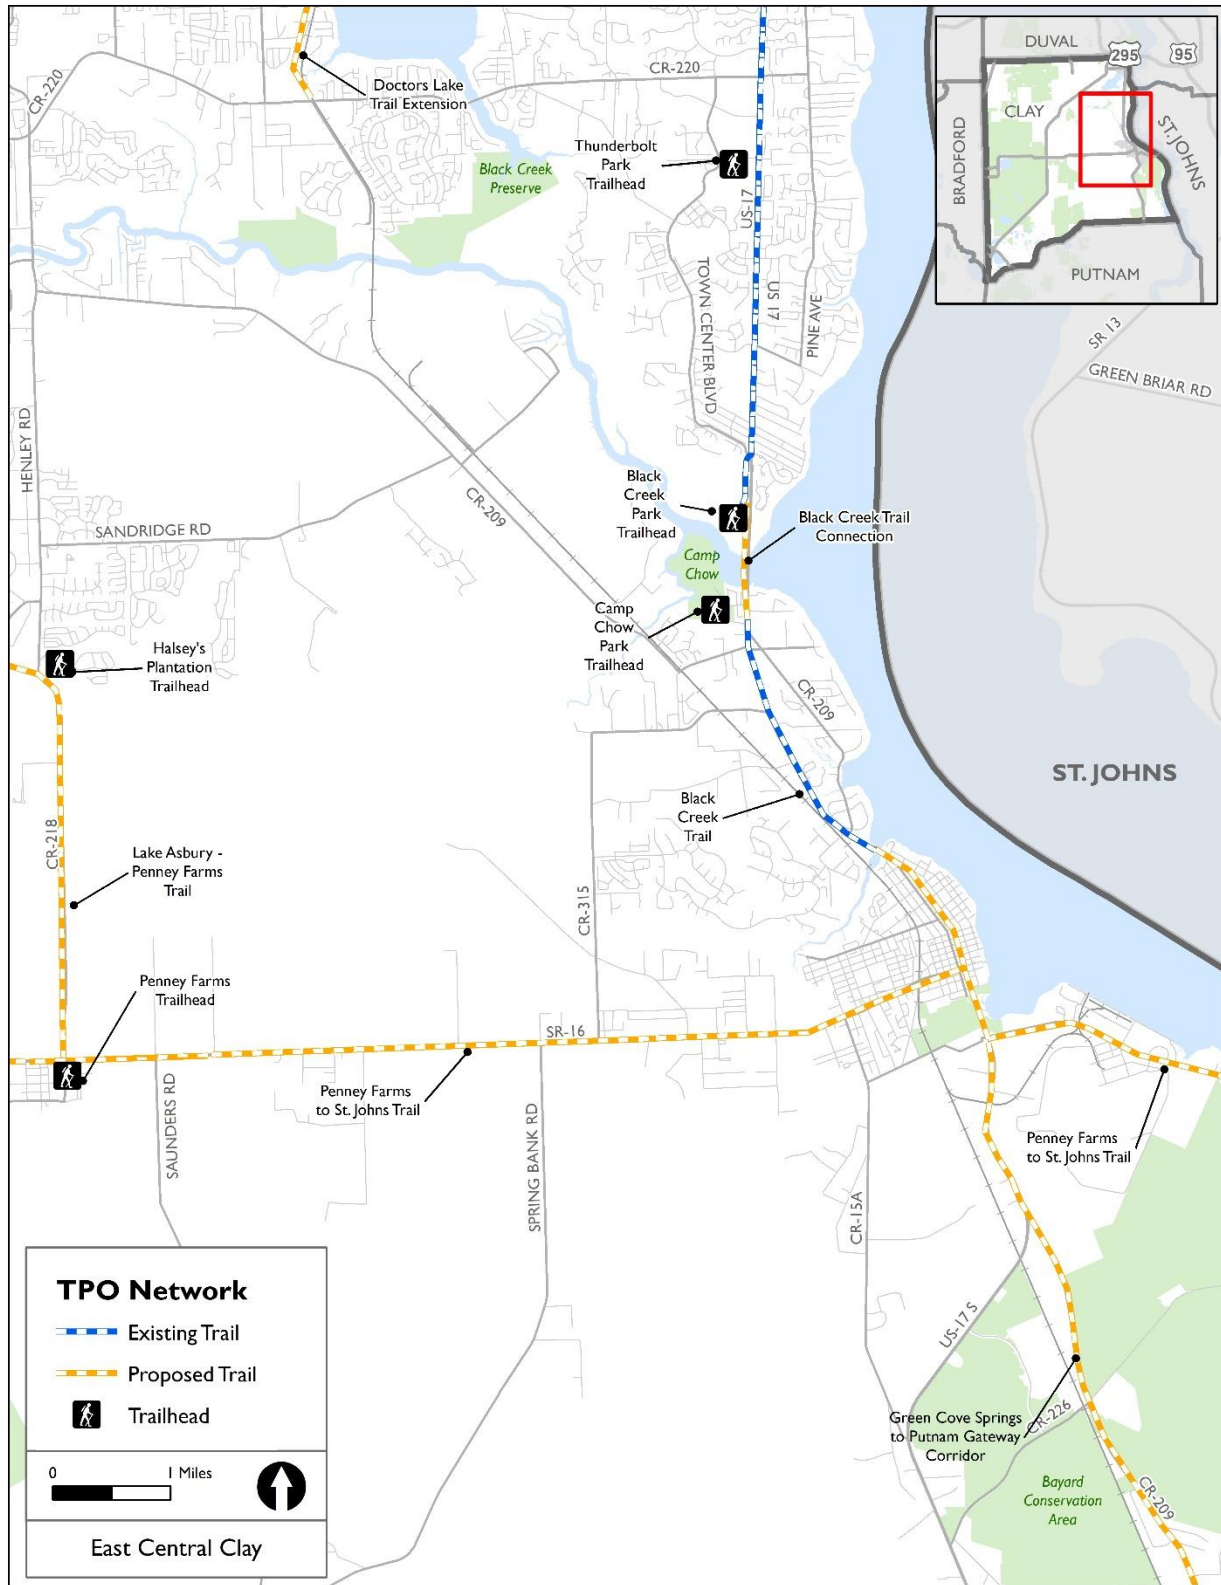 CR-220
Doctors Lake
Trail Extension
CR-220
DUVAL
295
95
CLAY
BRADFORD
ST. JOHNS
PUTNAM
Thunderbolt
Park
Trailhead
Black Creek
Preserve
US-17
US 17
PINE AVE
TOWN CENTER BLVD
SR 13
GREEN BRIAR RD
HENLEY RD
SANDRIDGE RD
CR-209
Black
Creek
Park
Trailhead
Black Creek Trail
Connection
Camp
Chow
Camp
Chow
Park
Trailhead
Halsey's
Plantation
Trailhead
CR-209
ST. JOHNS
Black
Creek
Trail
CR-218
Lake Asbury -
Penney Farms
Trail
CR-315
Penney Farms
Trailhead
SR-16
Penney Farms
to St. Johns Trail
SAUNDERS RD
SPRING BANK RD
CR-15A
Penney Farms
to St. Johns Trail
US-17 S
CR-226
Green Cove Springs
to Putnam Gateway
Corridor
Bayard
Conservation
Area
CR-209
TPO Network
Existing Trail
Proposed Trail
Trailhead
0 1 Miles
East Central Clay